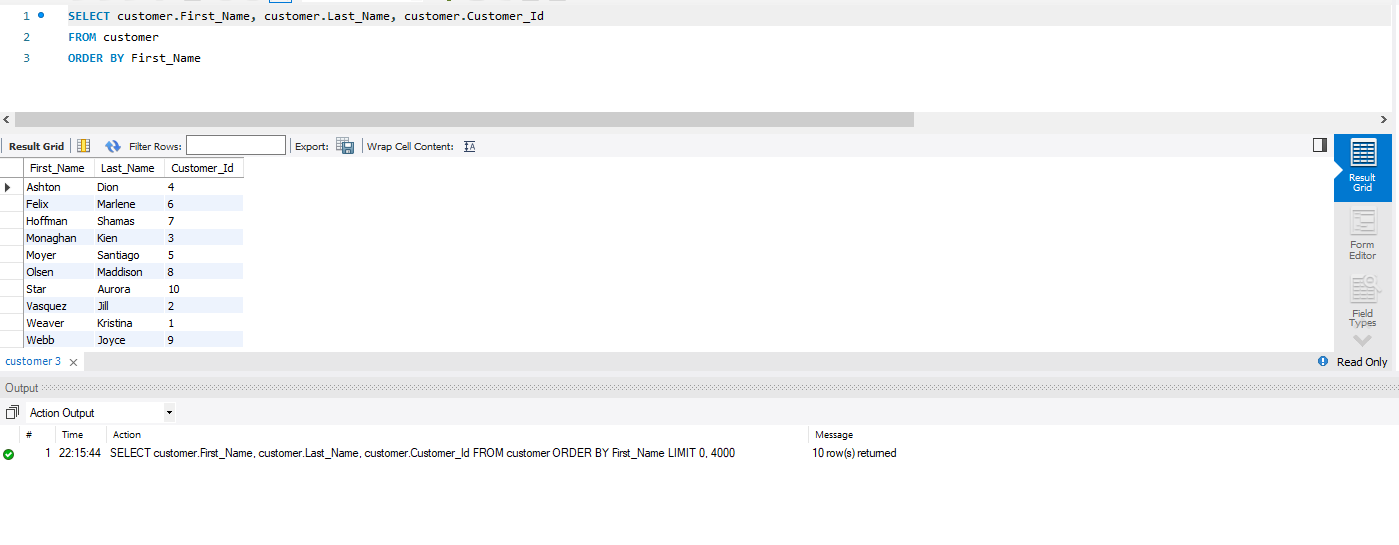 1 SELECT customer.First_Name, customer.Last_Name, customer.Customer_Id
2 FROM customer
3 ORDER BY First_Name
Result Grid Filter Rows: Export: Wrap Cell Content: IA
First_Name Last_Name Customer_Id
Ashton Dion 4
Felix Marlene 6
Hoffman Shamas 7
Monaghan Kien 3
Moyer Santiago 5
Olsen Maddison 8
Star Aurora 10
Vasquez Jill 2
Weaver Kristina 1
Webb Joyce 9
Result
Grid
Form
Editor
Field
Types
customer 3 Read Only
Output
Action Output
# Time Action Message
1 22:15:44 SELECT customer.First_Name, customer.Last_Name, customer.Customer_Id FROM customer ORDER BY First_Name LIMIT 0, 4000 10 row(s) returned